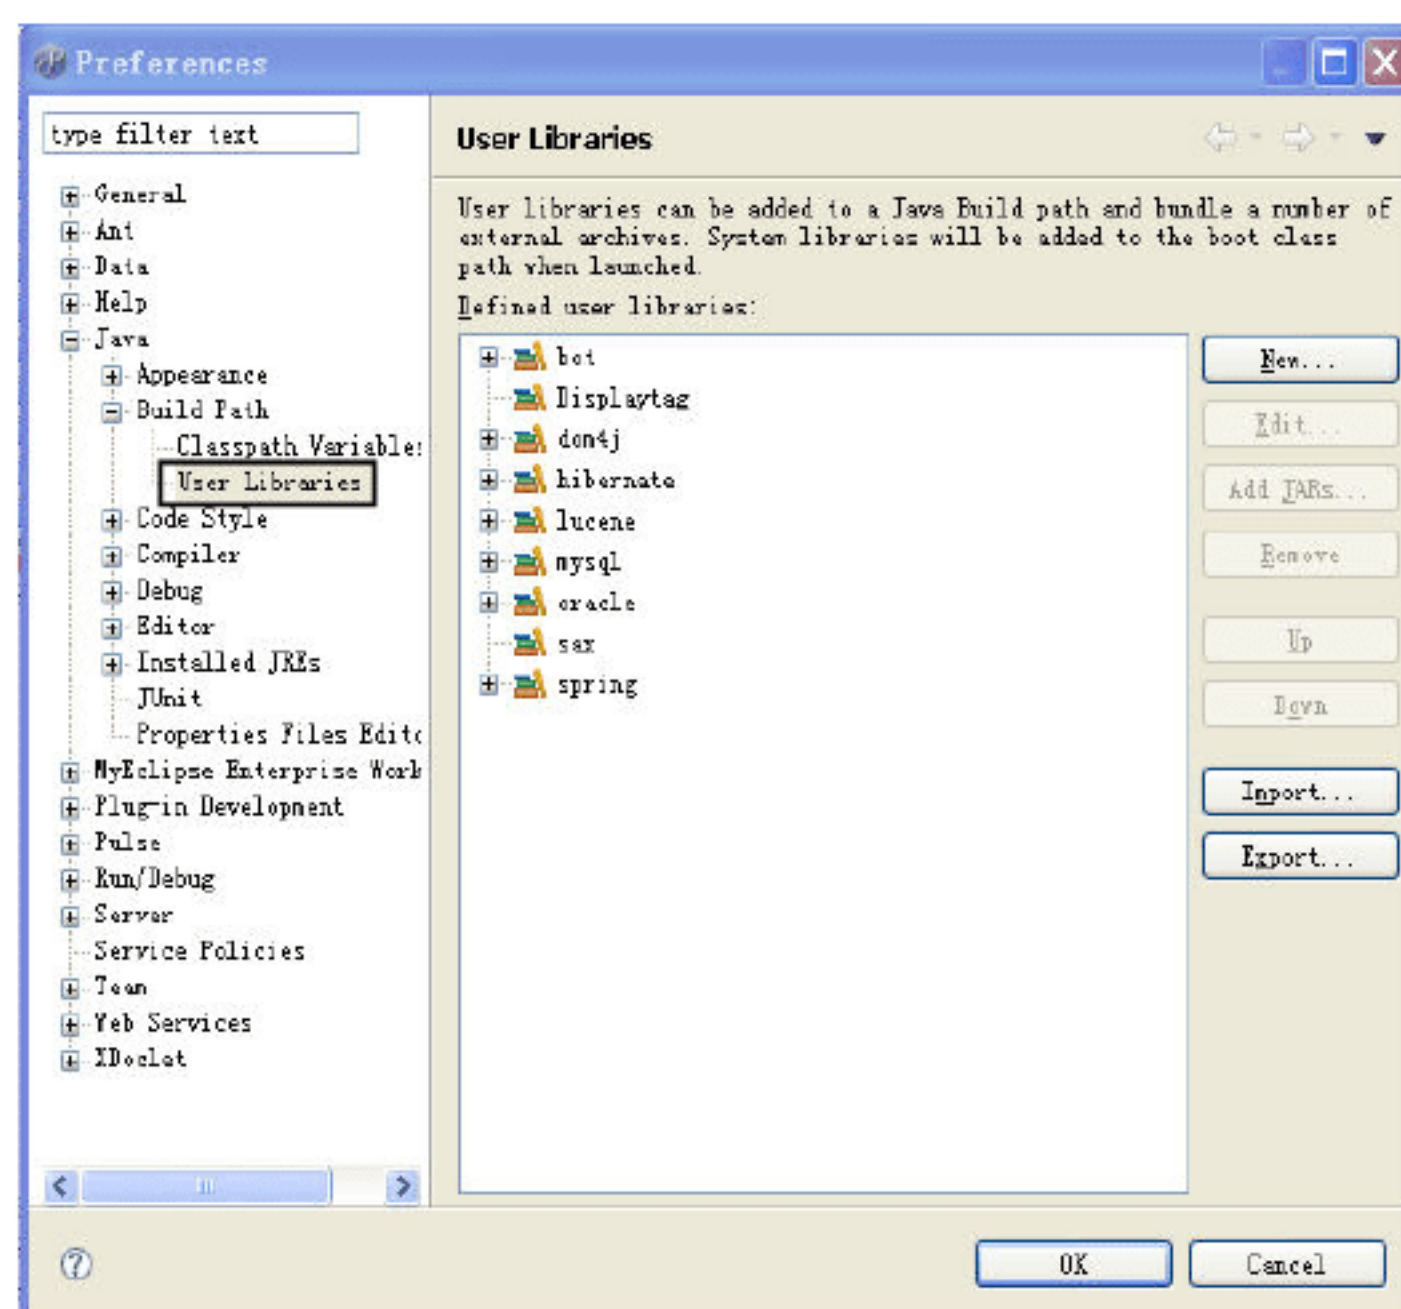 Preferences
type filter text
General
Ant
Data
Help
Java
Appearance
Build Path
Classpath Variables
User Libraries
Code Style
Compiler
Debug
Editor
Installed JREs
JUnit
Properties Files Edito
MyEclipse Enterprise Work
Plug-in Development
Pulse
Run/Debug
Server
Service Policies
Team
Web Services
XDoclet
User Libraries
User libraries can be added to a Java Build path and bundle a number of
external archives. System libraries will be added to the boot class
path when launched.
Defined user libraries:
bot
Displaytag
dom4j
hibernate
lucene
mysql
oracle
sax
spring
New...
Edit...
Add JARs...
Remove
Up
Down
Import...
Export...
OK
Cancel